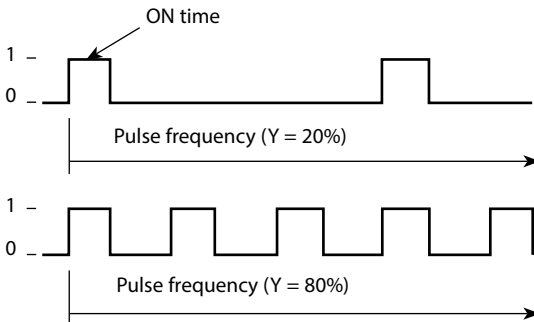 ON time
1 –
0 –
Pulse frequency (Y = 20%)
1 –
0 –
Pulse frequency (Y = 80%)